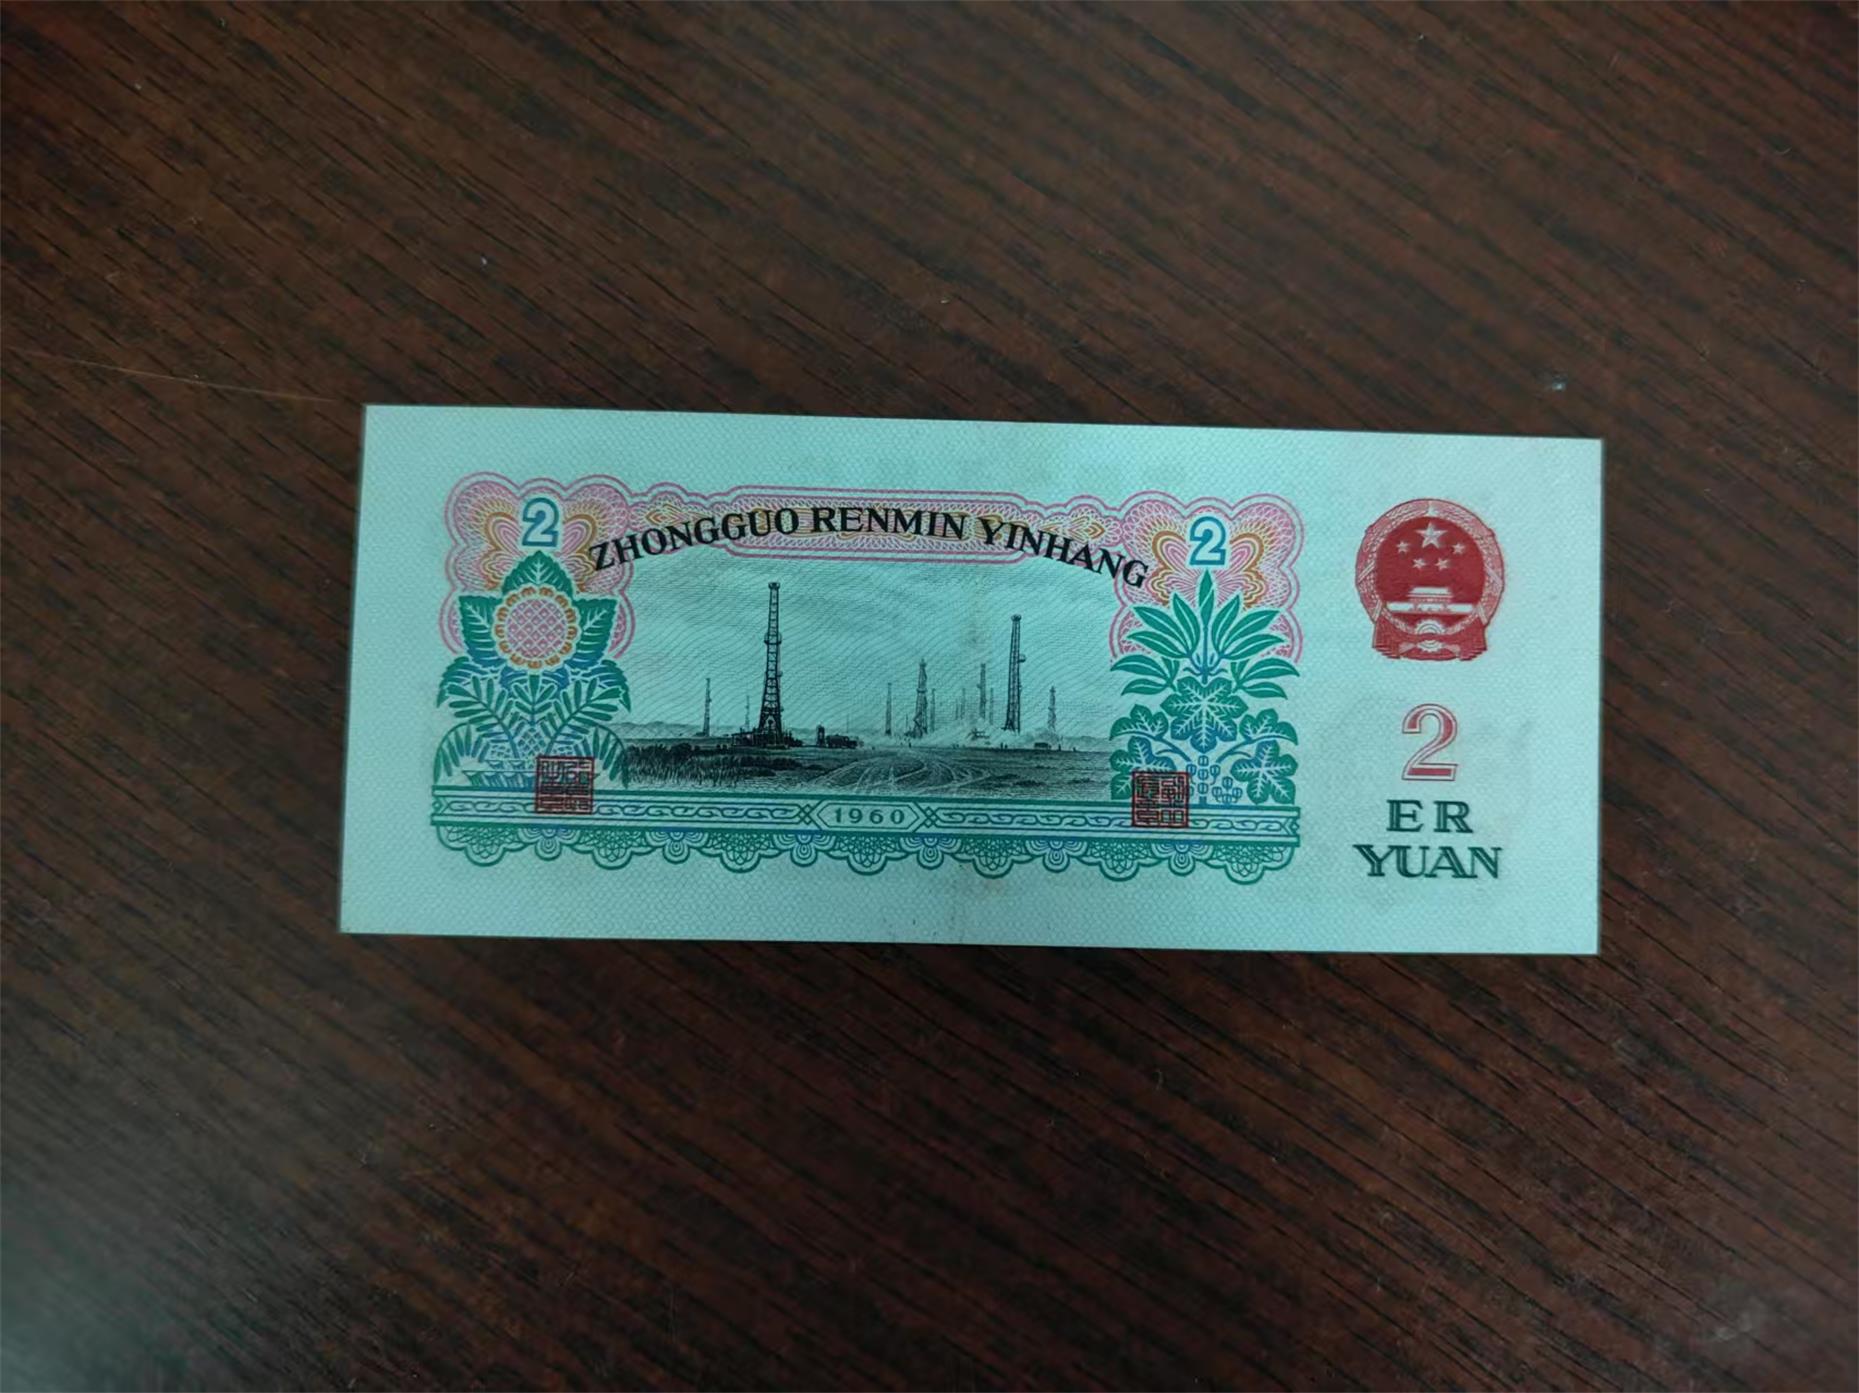 2
2
ZHONGGUO RENMIN YINHANG
1960
2
ER
YUAN